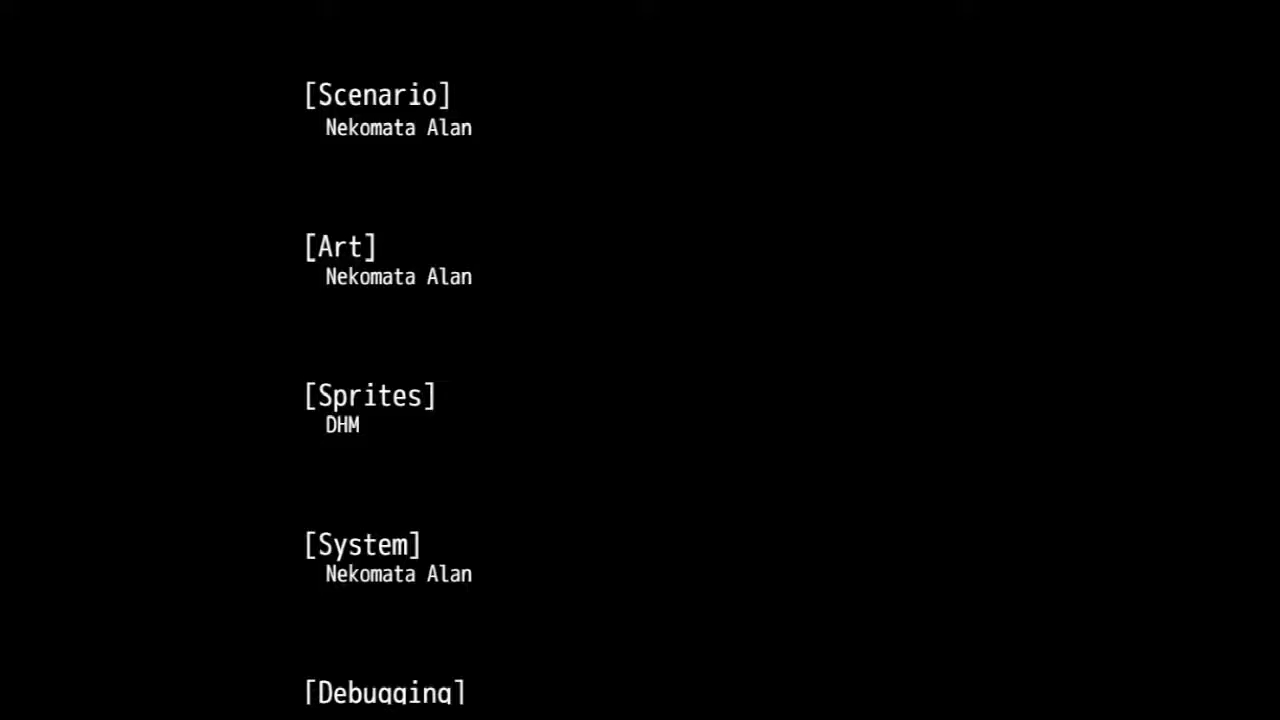 [Scenario]
Nekomata Alan
[Art]
Nekomata Alan
[Sprites]
DHM
[System]
Nekomata Alan
[Debugging]